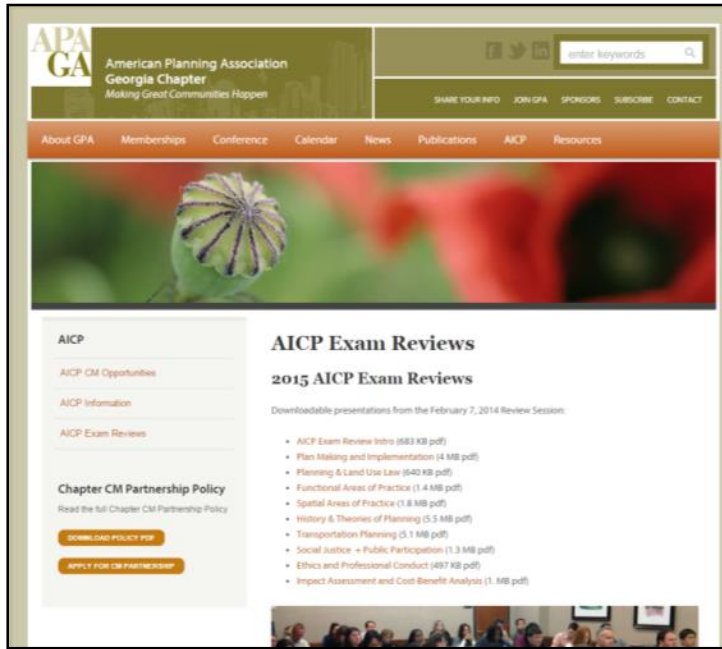 APA
GA
American Planning Association
Georgia Chapter
Making Great Communities Happen
enter keywords
SHARE YOUR INFO JOIN GPA SPONSORS SUBSCRIBE CONTACT
About GPA Memberships Conference Calendar News Publications AICP Resources
AICP
AICP CM Opportunities
AICP Information
AICP Exam Reviews
Chapter CM Partnership Policy
Read the full Chapter CM Partnership Policy
DOWNLOAD POLICY PDF
APPLY FOR CM PARTNERSHIP
AICP Exam Reviews
2015 AICP Exam Reviews
Downloadable presentations from the February 7, 2014 Review Session:
• AICP Exam Review Intro (683 KB pdf)
• Plan Making and Implementation (4 MB pdf)
• Planning & Land Use Law (640 KB pdf)
• Functional Areas of Practice (1.4 MB pdf)
• Spatial Areas of Practice (1.8 MB pdf)
• History & Theories of Planning (5.5 MB pdf)
• Transportation Planning (5.1 MB pdf)
• Social Justice + Public Participation (1.3 MB pdf)
• Ethics and Professional Conduct (497 KB pdf)
• Impact Assessment and Cost-Benefit Analysis (1. MB pdf)